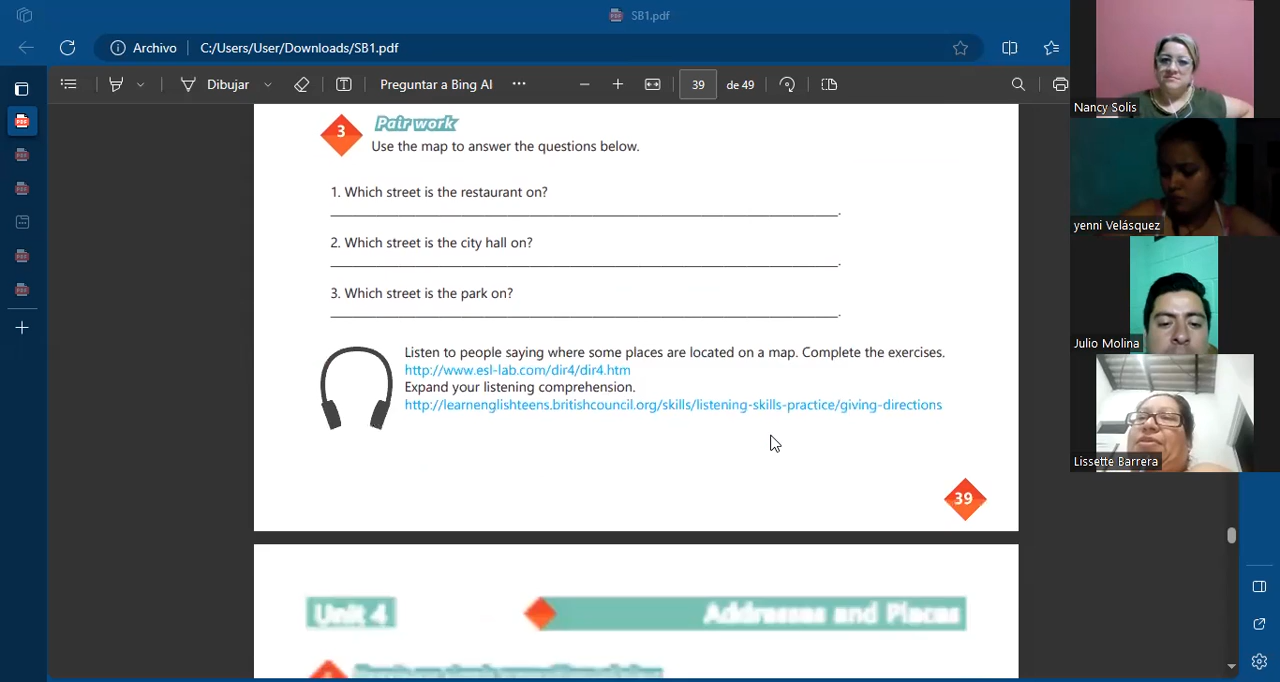 SB1.pdf
Archivo C:/Users/User/Downloads/SB1.pdf
Dibujar Preguntar a Bing AI 39 de 49
3 Pair work
Use the map to answer the questions below.
1. Which street is the restaurant on?
.
2. Which street is the city hall on?
.
3. Which street is the park on?
.
Listen to people saying where some places are located on a map. Complete the exercises.
http://www.esl-lab.com/dir4/dir4.htm
Expand your listening comprehension.
http://learnenglishteens.britishcouncil.org/skills/listening-skills-practice/giving-directions
39
Unit 4 Addresses and Places
Nancy Solis
yenni Velásquez
Julio Molina
Lissette Barrera